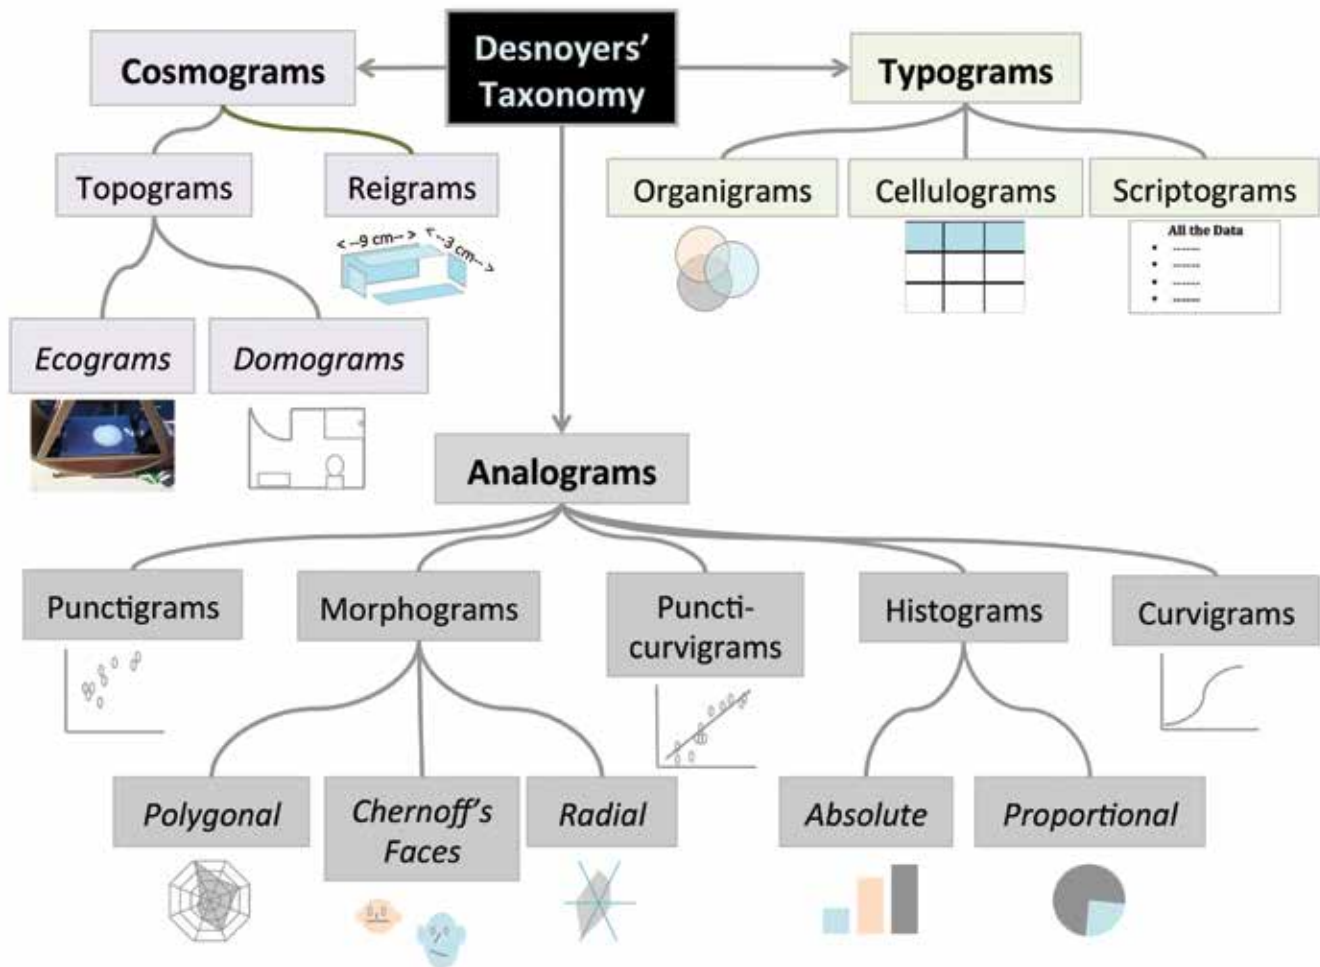 Desnoyers’
Taxonomy
Cosmograms
Typograms
Topograms
Reigrams
Organigrams
Cellulograms
Scriptograms
< --9 cm-- >
< --3 cm-- >
All the Data
• ------
• ------
• ------
• ------
Ecograms
Domograms
Analograms
Punctigrams
Morphograms
Puncti-
curvigrams
Histograms
Curvigrams
Polygonal
Chernoff’s
Faces
Radial
Absolute
Proportional